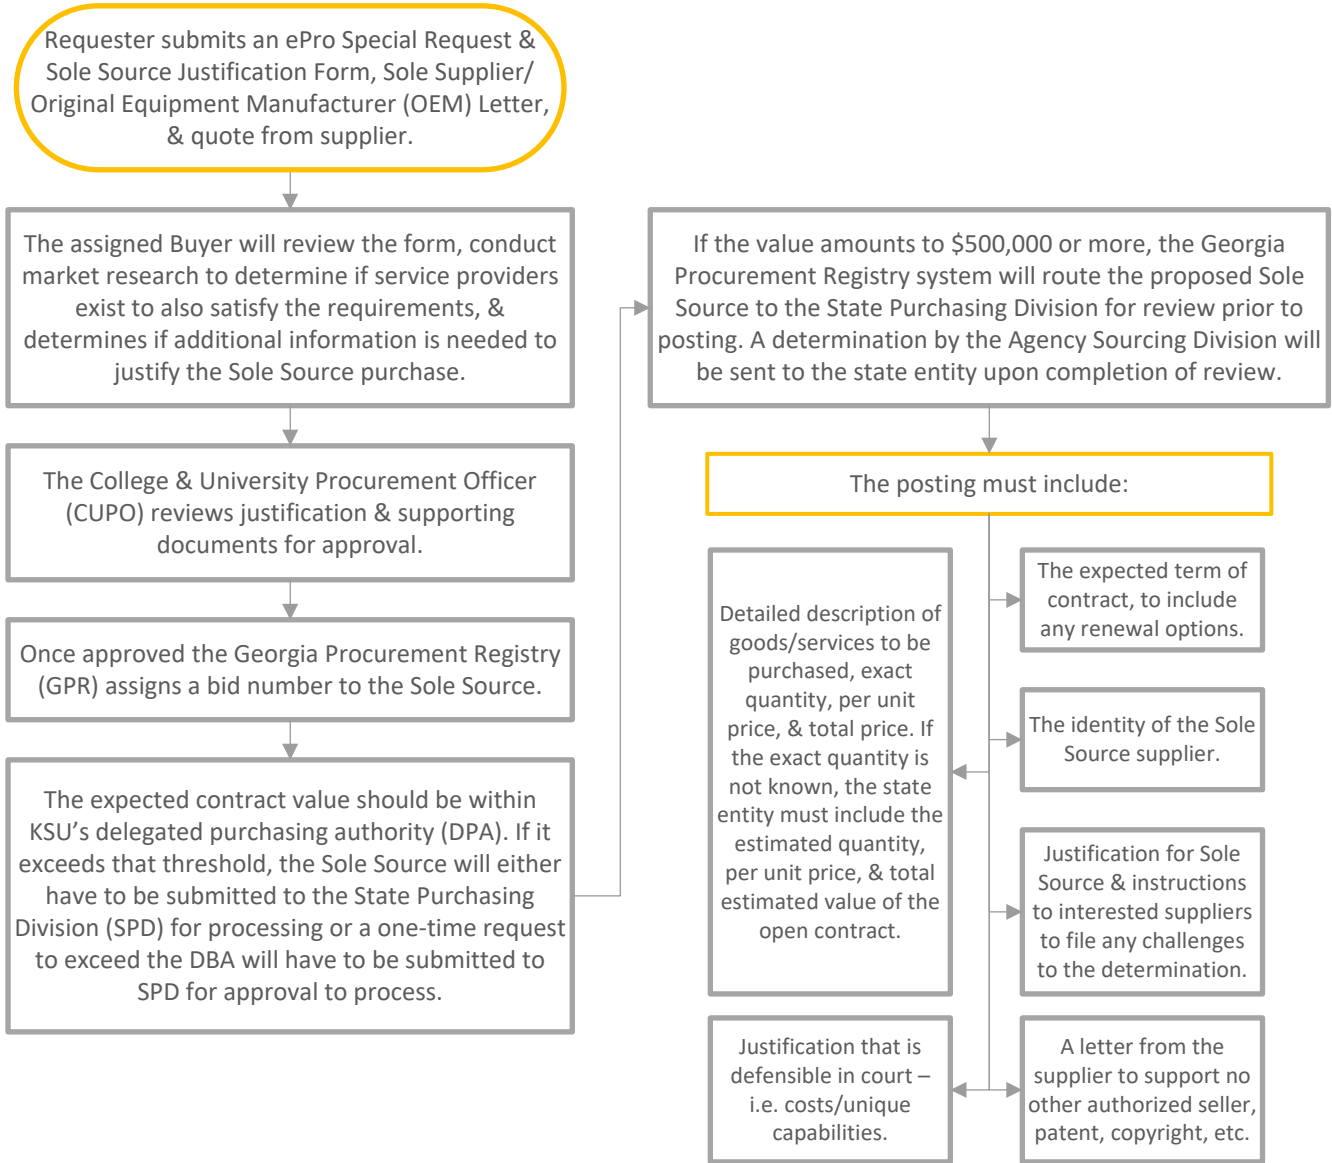 Requester submits an ePro Special Request &
Sole Source Justification Form, Sole Supplier/
Original Equipment Manufacturer (OEM) Letter,
& quote from supplier.
The assigned Buyer will review the form, conduct
market research to determine if service providers
exist to also satisfy the requirements, &
determines if additional information is needed to
justify the Sole Source purchase.
The College & University Procurement Officer
(CUPO) reviews justification & supporting
documents for approval.
Once approved the Georgia Procurement Registry
(GPR) assigns a bid number to the Sole Source.
The expected contract value should be within
KSU’s delegated purchasing authority (DPA). If it
exceeds that threshold, the Sole Source will either
have to be submitted to the State Purchasing
Division (SPD) for processing or a one-time request
to exceed the DBA will have to be submitted to
SPD for approval to process.
If the value amounts to $500,000 or more, the Georgia
Procurement Registry system will route the proposed Sole
Source to the State Purchasing Division for review prior to
posting. A determination by the Agency Sourcing Division will
be sent to the state entity upon completion of review.
The posting must include:
Detailed description of
goods/services to be
purchased, exact
quantity, per unit
price, & total price. If
the exact quantity is
not known, the state
entity must include the
estimated quantity,
per unit price, & total
estimated value of the
open contract.
The expected term of
contract, to include
any renewal options.
The identity of the Sole
Source supplier.
Justification for Sole
Source & instructions
to interested suppliers
to file any challenges
to the determination.
Justification that is
defensible in court –
i.e. costs/unique
capabilities.
A letter from the
supplier to support no
other authorized seller,
patent, copyright, etc.